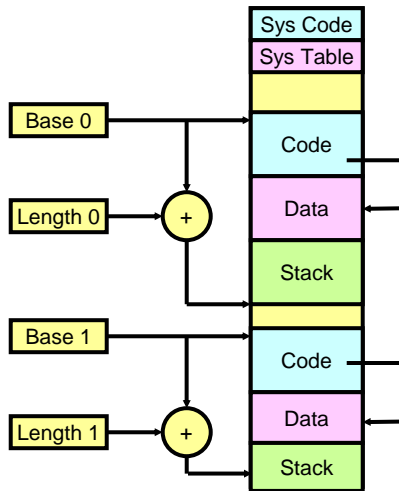 Sys Code
Sys Table
Base 0
Code
Length 0
+
Data
Stack
Base 1
Code
Length 1
+
Data
Stack